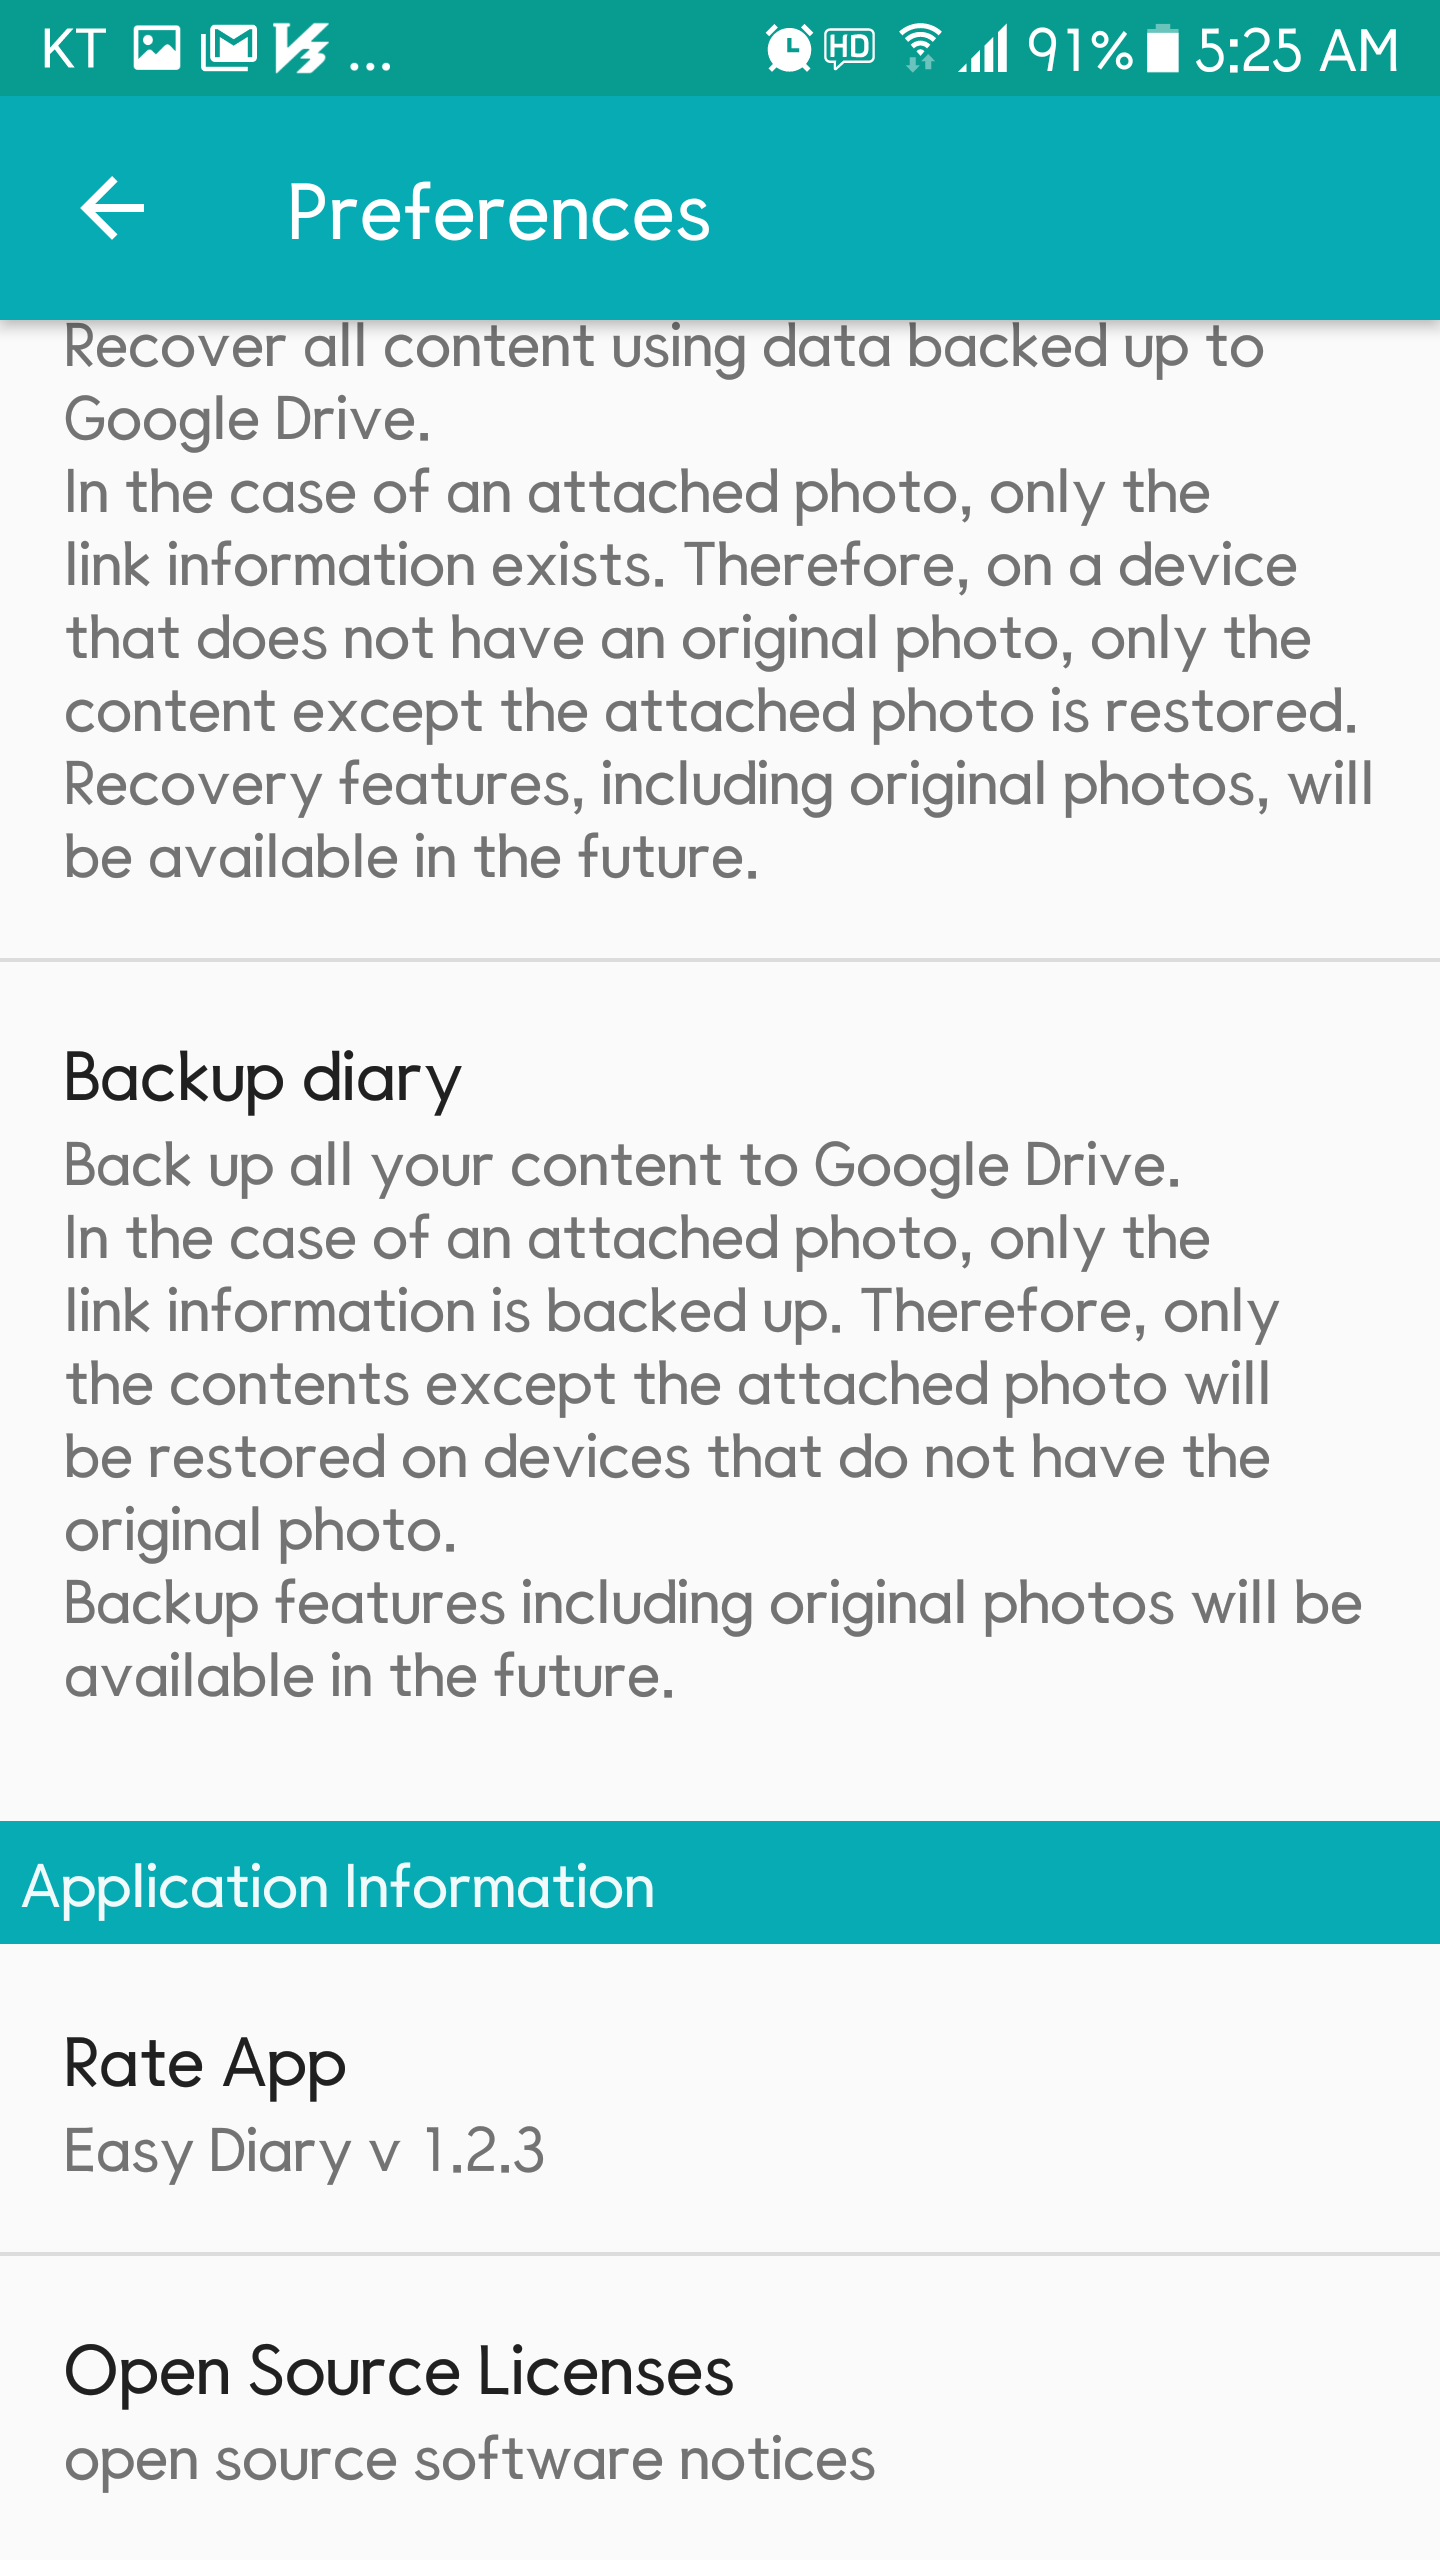 KT ... HD 91% 5:25 AM
Preferences
Recover all content using data backed up to
Google Drive.
In the case of an attached photo, only the
link information exists. Therefore, on a device
that does not have an original photo, only the
content except the attached photo is restored.
Recovery features, including original photos, will
be available in the future.
Backup diary
Back up all your content to Google Drive.
In the case of an attached photo, only the
link information is backed up. Therefore, only
the contents except the attached photo will
be restored on devices that do not have the
original photo.
Backup features including original photos will be
available in the future.
Application Information
Rate App
Easy Diary v 1.2.3
Open Source Licenses
open source software notices